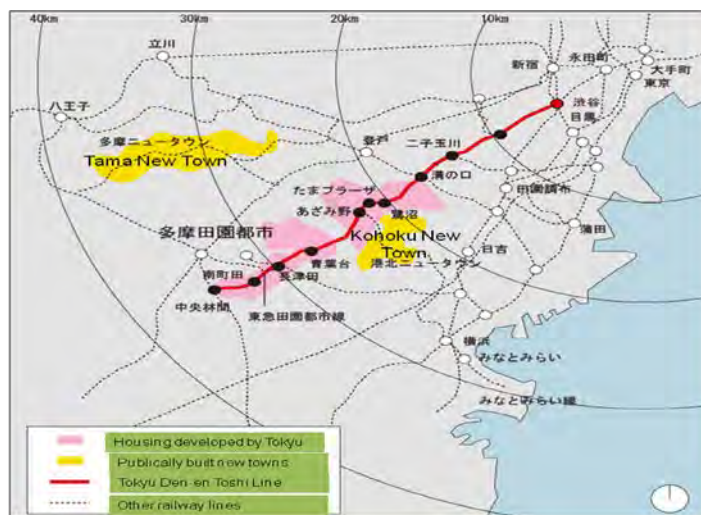 40km
30km
20km
10km
立川
新宿
永田町
大手町
東京
八王子
渋谷
目黒
多摩ニュータウン
Tama New Town
登戸
二子玉川
溝の口
たまプラーザ
田園調布
あざみ野
鷺沼
蒲田
多摩田園都市
Kohoku New
Town
日吉
港北ニュータウン
青葉台
南町田
長津田
中央林間
東急田園都市線
横浜
みなとみらい
みなとみらい線
Housing developed by Tokyu
Publically built new towns
Tokyu Den-en Toshi Line
Other railway lines